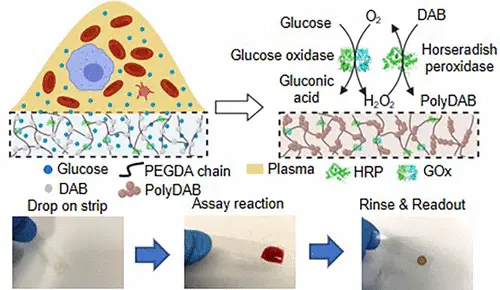 Glucose O₂ DAB
Glucose oxidase Horseradish peroxidase
Gluconic acid H₂O₂ PolyDAB
Glucose PEGDA chain Plasma HRP GOx
DAB PolyDAB
Drop on strip Assay reaction Rinse & Readout